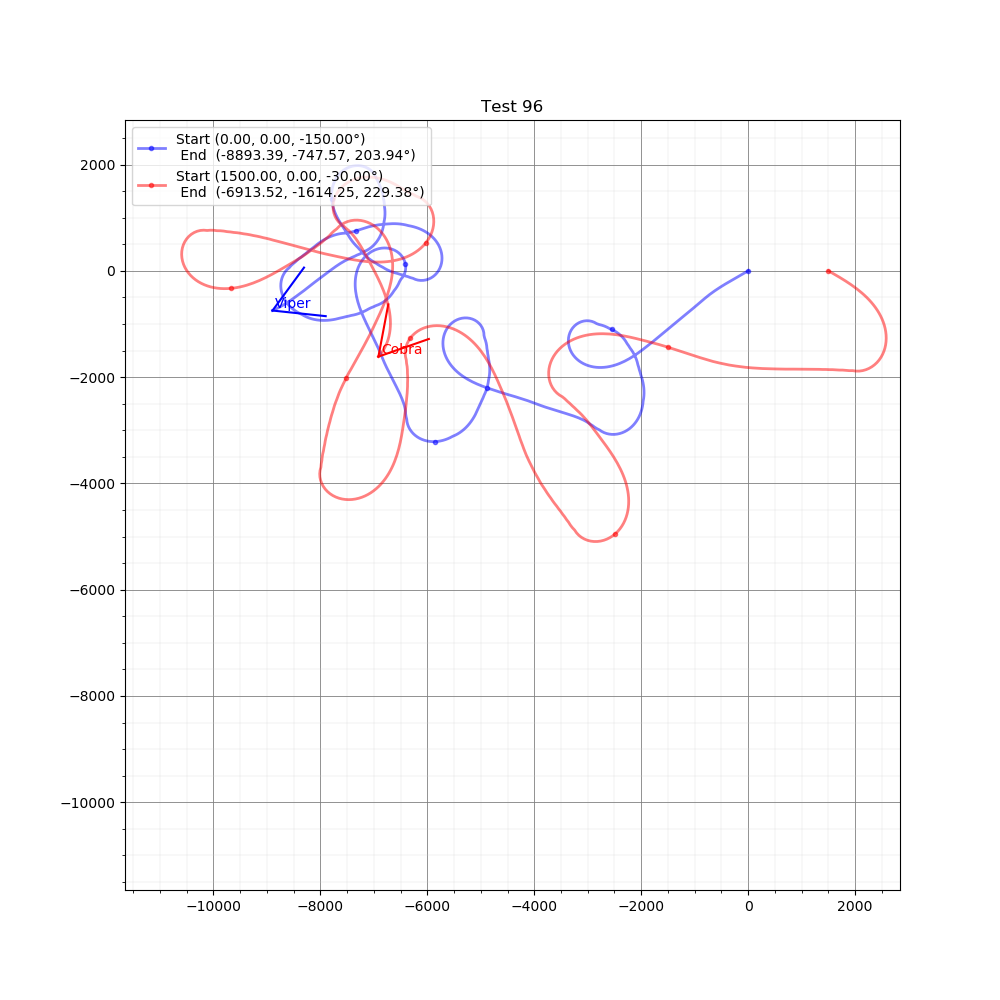 Test 96
Start (0.00, 0.00, -150.00°)
End (-8893.39, -747.57, 203.94°)
Start (1500.00, 0.00, -30.00°)
End (-6913.52, -1614.25, 229.38°)
2000
0
−2000
−4000
−6000
−8000
−10000
Viper
Cobra
−10000 −8000 −6000 −4000 −2000 0 2000